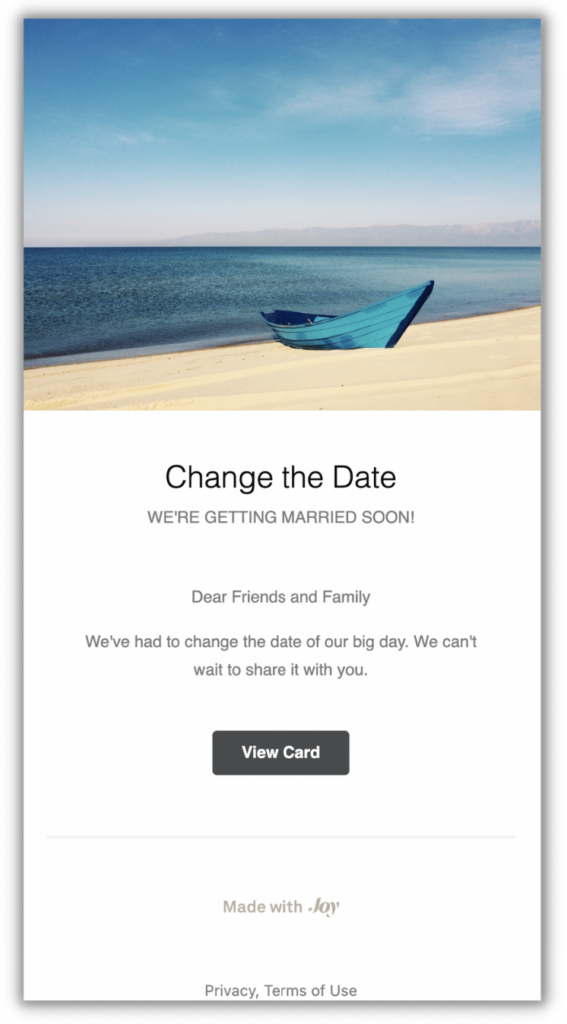 Change the Date
WE'RE GETTING MARRIED SOON!
Dear Friends and Family
We've had to change the date of our big day. We can't
wait to share it with you.
View Card
Made with Joy
Privacy, Terms of Use